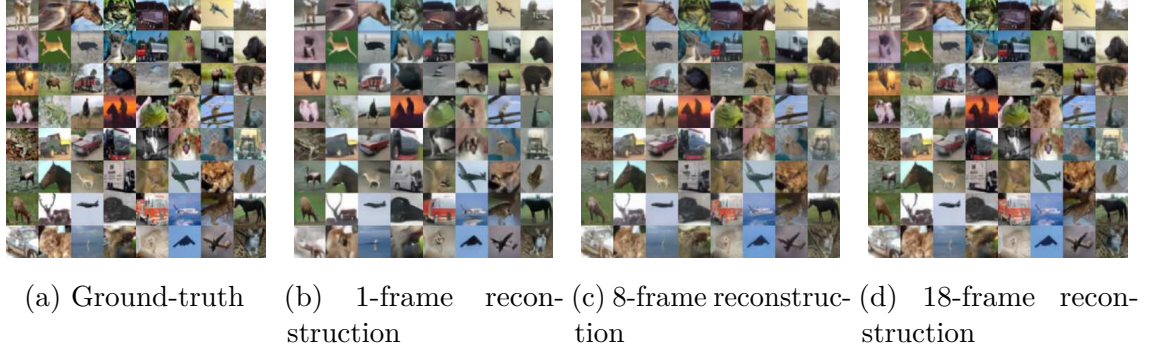 (a) Ground-truth
(b) 1-frame recon-
struction
(c) 8-frame reconstruc-
tion
(d) 18-frame recon-
struction